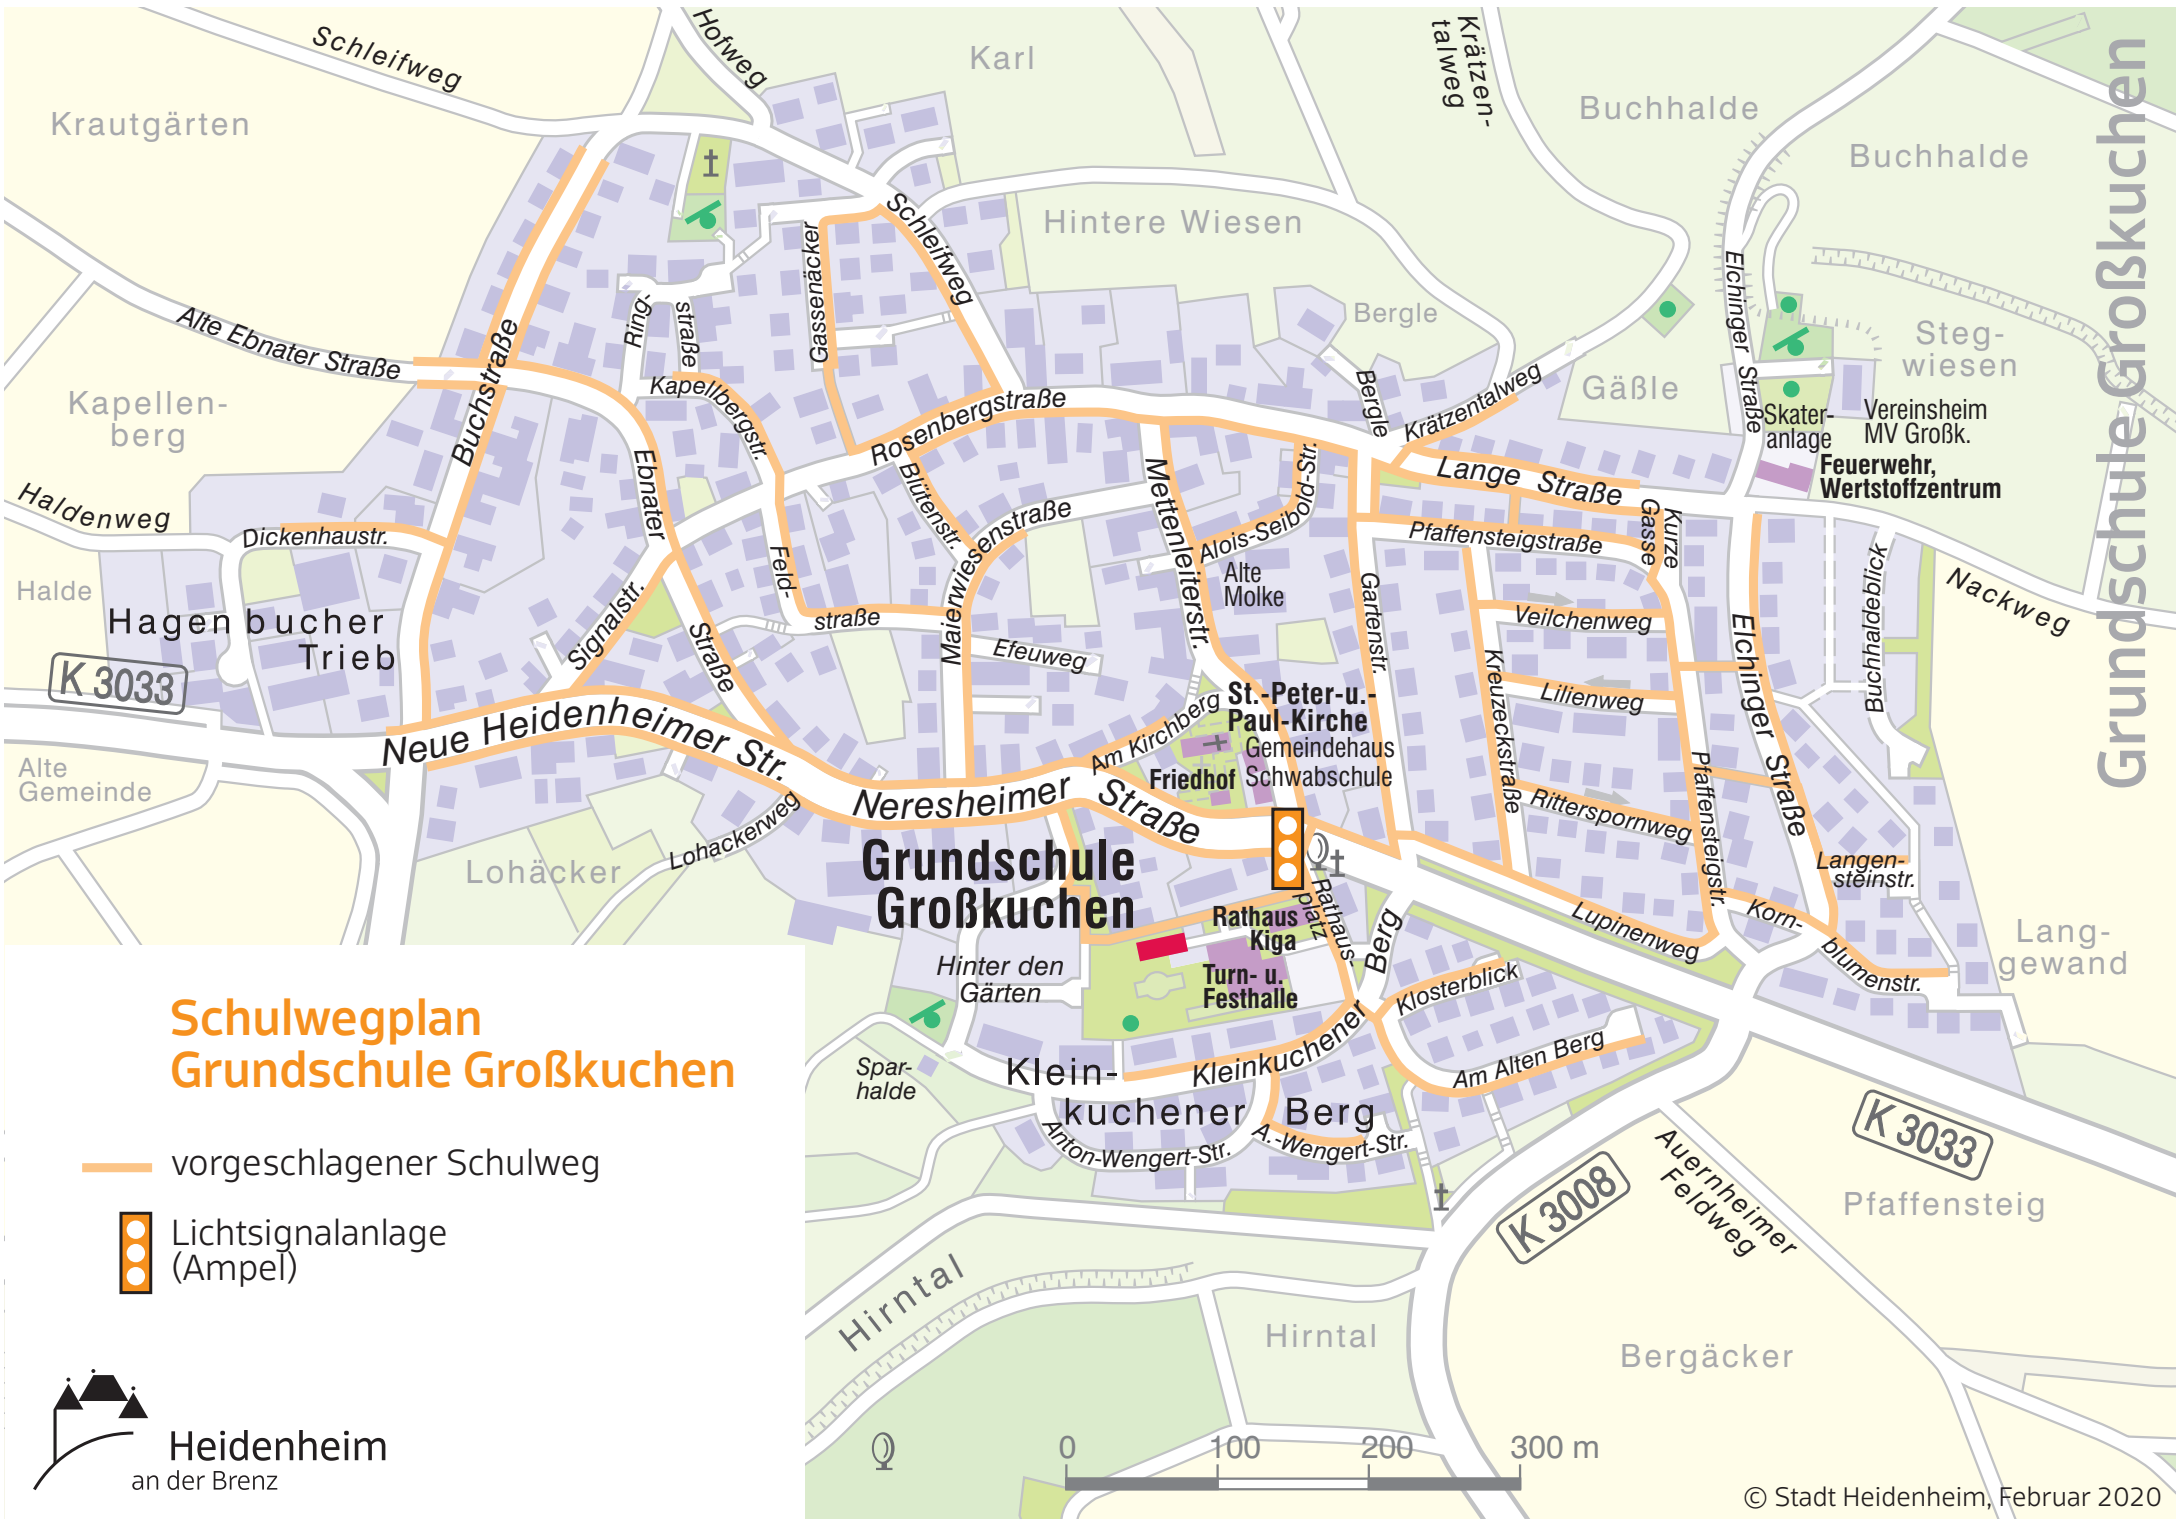 Schleifweg
Hofweg
Karl
Krätzen-
talweg
Buchhalde
Buchhalde
Krautgärten
Grundschule Großkuchen
Hintere Wiesen
Schleifweg
Gassenäcker
Ring-
straße
Alte Ebnater Straße
Buchstraße
Bergle
Elchinger Straße
Steg-
wiesen
Kapellen-
berg
Kapellbergstr.
Rosenbergstraße
Bergle
Krätzentalweg
Gäßle
Skater-
anlage
Vereinsheim
MV Großk.
Feuerwehr,
Wertstoffzentrum
Haldenweg
Dickenhaustr.
Ebnater
Straße
Blütenstr.
Maierwiesenstraße
Mettenleiterstr.
Alois-Seibold-Str.
Lange Straße
Pfaffensteigstraße
Kurze
Gasse
Halde
Hagenbucher
Trieb
Signalstr.
Feld-
straße
Efeuweg
Alte
Molke
Gartenstr.
Veilchenweg
Nackweg
Buchhaldeblick
K 3033
Neue Heidenheimer Str.
Am Kirchberg
St.-Peter-u.-
Paul-Kirche
Gemeindehaus
Schwabschule
Friedhof
Kreuzeckstraße
Lilienweg
Elchinger Straße
Pfaffensteigstr.
Rittersporn­weg
Alte
Gemeinde
Neresheimer Straße
Lohackerweg
Lohäcker
Grundschule
Großkuchen
Rathaus
Kiga
Rathaus-
platz
Berg
Lupinenweg
Korn-
blumenstr.
Langen-
steinstr.
Lang-
gewand
Hinter den
Gärten
Turn- u.
Festhalle
Klosterblick
Kleinkuchener
Am Alten Berg
Spar-
halde
Klein-
kuchener Berg
Anton-Wengert-Str.
A.-Wengert-Str.
K 3033
K 3008
Auernheimer
Feldweg
Pfaffensteig
Hirntal
Hirntal
Bergäcker
Schulwegplan
Grundschule Großkuchen
vorgeschlagener Schulweg
Lichtsignalanlage
(Ampel)
Heidenheim
an der Brenz
0 100 200 300 m
© Stadt Heidenheim, Februar 2020